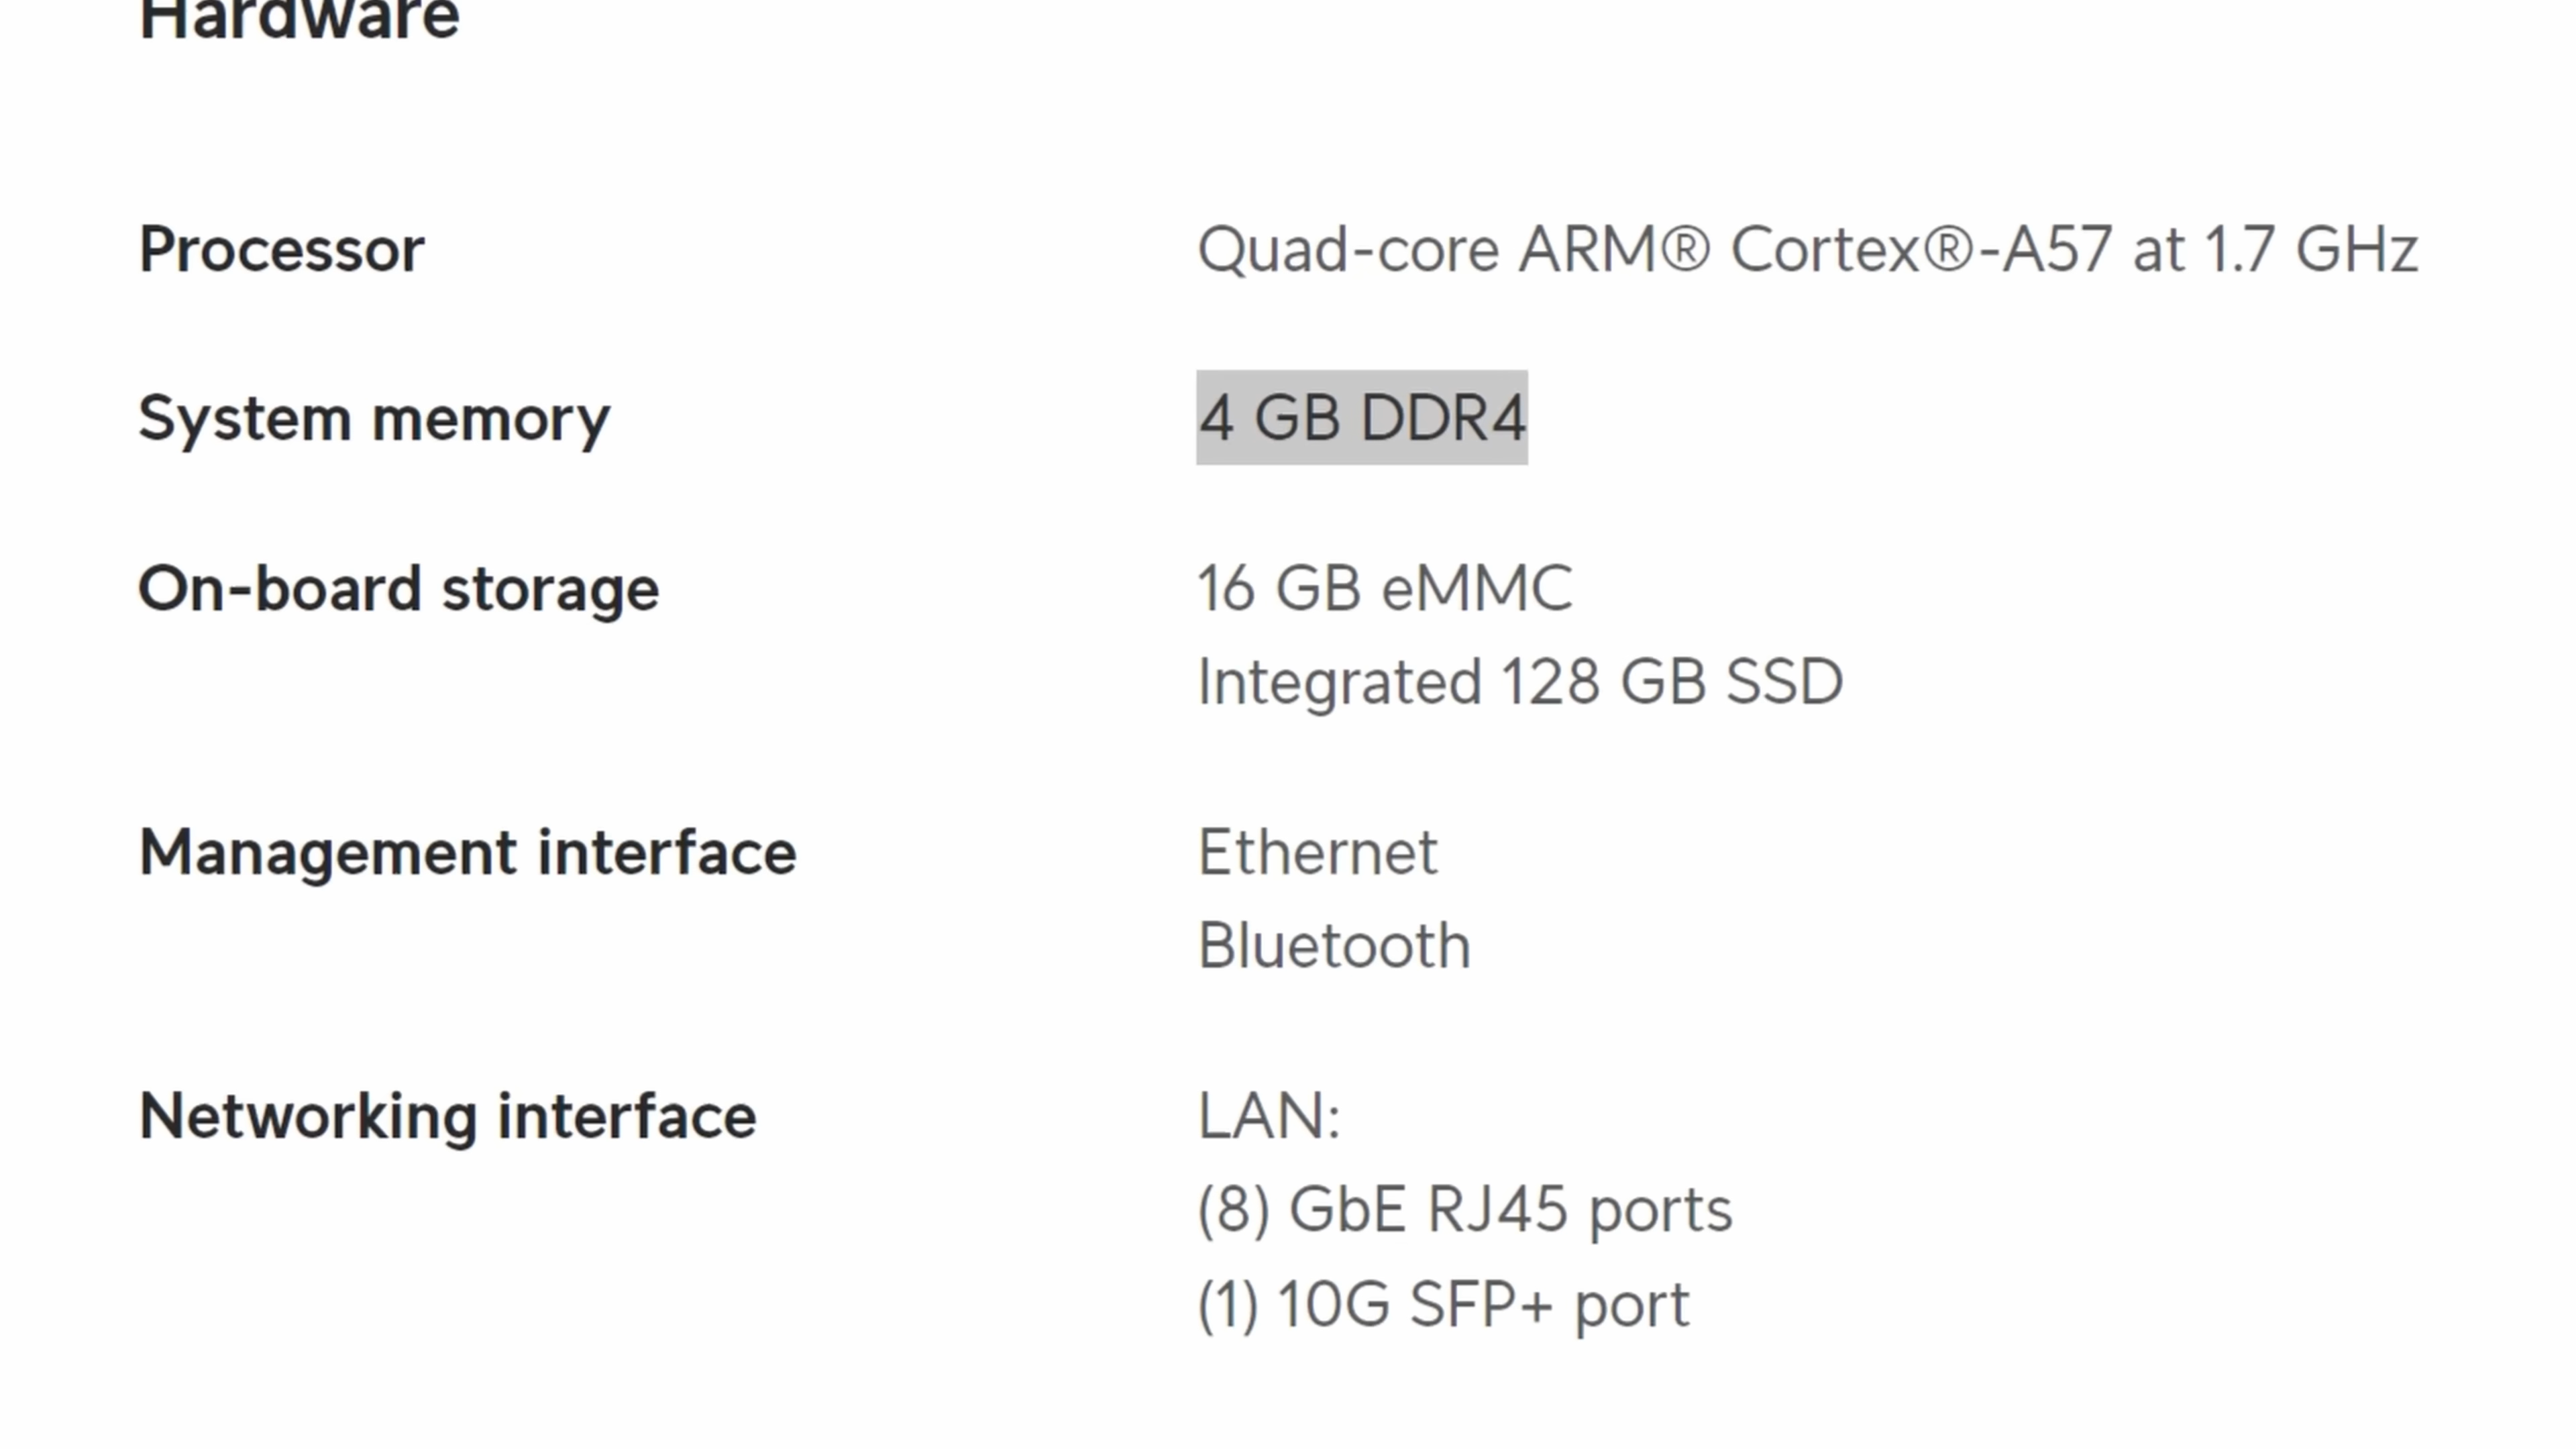 Hardware
Processor Quad-core ARM® Cortex®-A57 at 1.7 GHz
System memory 4 GB DDR4
On-board storage 16 GB eMMC
Integrated 128 GB SSD
Management interface Ethernet
Bluetooth
Networking interface LAN:
(8) GbE RJ45 ports
(1) 10G SFP+ port